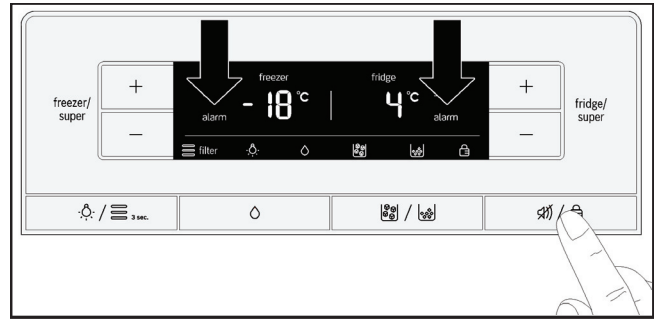 freezer/
super
+
−
freezer
-18°C
alarm
fridge
4°C
alarm
filter
+
−
fridge/
super
/ 3 sec.
/
/